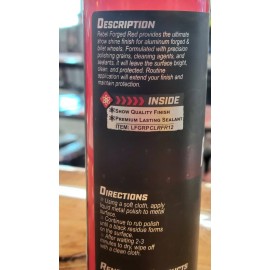 DESCRIPTION
Rebel Forged Red provides the ultimate
show shine finish for aluminum forged &
biker wheels. Formulated with precision
polishing grains, cleaning agents, and
sealants, it will leave the surface bright,
clean, and protected. Routine
application will extend your finish and
maintain protection.
INSIDE
SHOW QUALITY FINISH
PREMIUM LASTING SEALANT
ITEM: LFGRPCLRFR12
DIRECTIONS
Using a soft cloth, apply
liquid metal polish to metal
surface.
Continue to rub polish
until a black residue forms
on the surface.
After waiting 2-3
minutes to dry, wipe off
with a clean cloth.